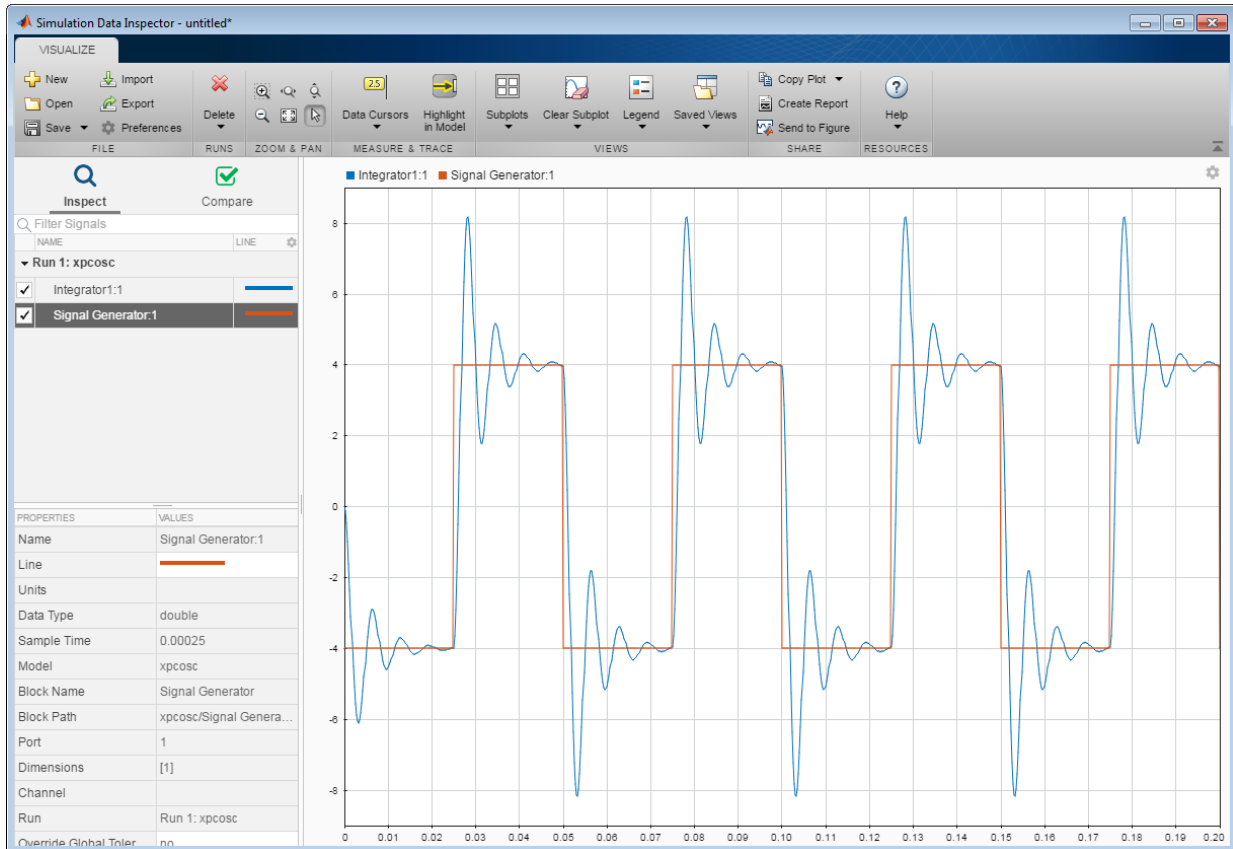 Simulation Data Inspector - untitled*
VISUALIZE
New Import
Open Export
Save Preferences
Delete
2.5
Data Cursors
Highlight
in Model
Subplots Clear Subplot Legend Saved Views
Copy Plot
Create Report
Send to Figure
?
Help
FILE RUNS ZOOM & PAN MEASURE & TRACE VIEWS SHARE RESOURCES
Inspect Compare
Filter Signals
NAME LINE
Run 1: xpcosc
Integrator1:1
Signal Generator:1
PROPERTIES VALUES
Name Signal Generator:1
Line
Units
Data Type double
Sample Time 0.00025
Model xpcosc
Block Name Signal Generator
Block Path xpcosc/Signal Genera...
Port 1
Dimensions [1]
Channel
Run Run 1: xpcosc
Override Global Toler no
Integrator1:1 Signal Generator:1
8
6
4
2
0
-2
-4
-6
-8
0 0.01 0.02 0.03 0.04 0.05 0.06 0.07 0.08 0.09 0.10 0.11 0.12 0.13 0.14 0.15 0.16 0.17 0.18 0.19 0.20